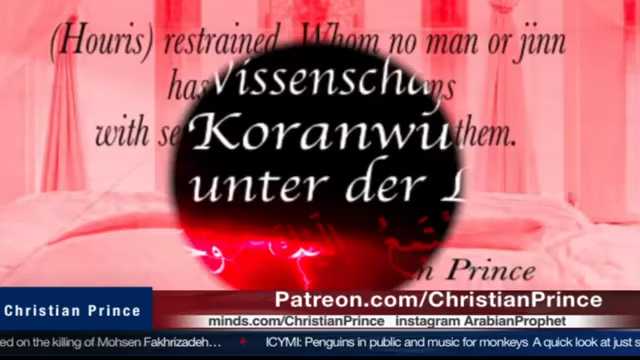 (Houris) restrained Whom no man or jinn
has
with se them.
Koranwu
unter der
Prince
Christian Prince
Patreon.com/ChristianPrince
minds.com/ChristianPrince instagram ArabianProphet
ed on the killing of Mohsen Fakhrizadeh... ICYMI: Penguins in public and music for monkeys A quick look at just s